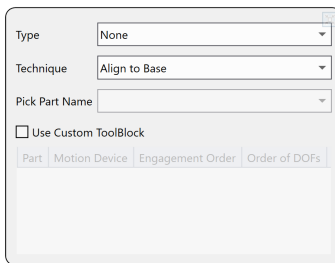 Type None
Technique Align to Base
Pick Part Name
Use Custom ToolBlock
Part Motion Device Engagement Order Order of DOFs